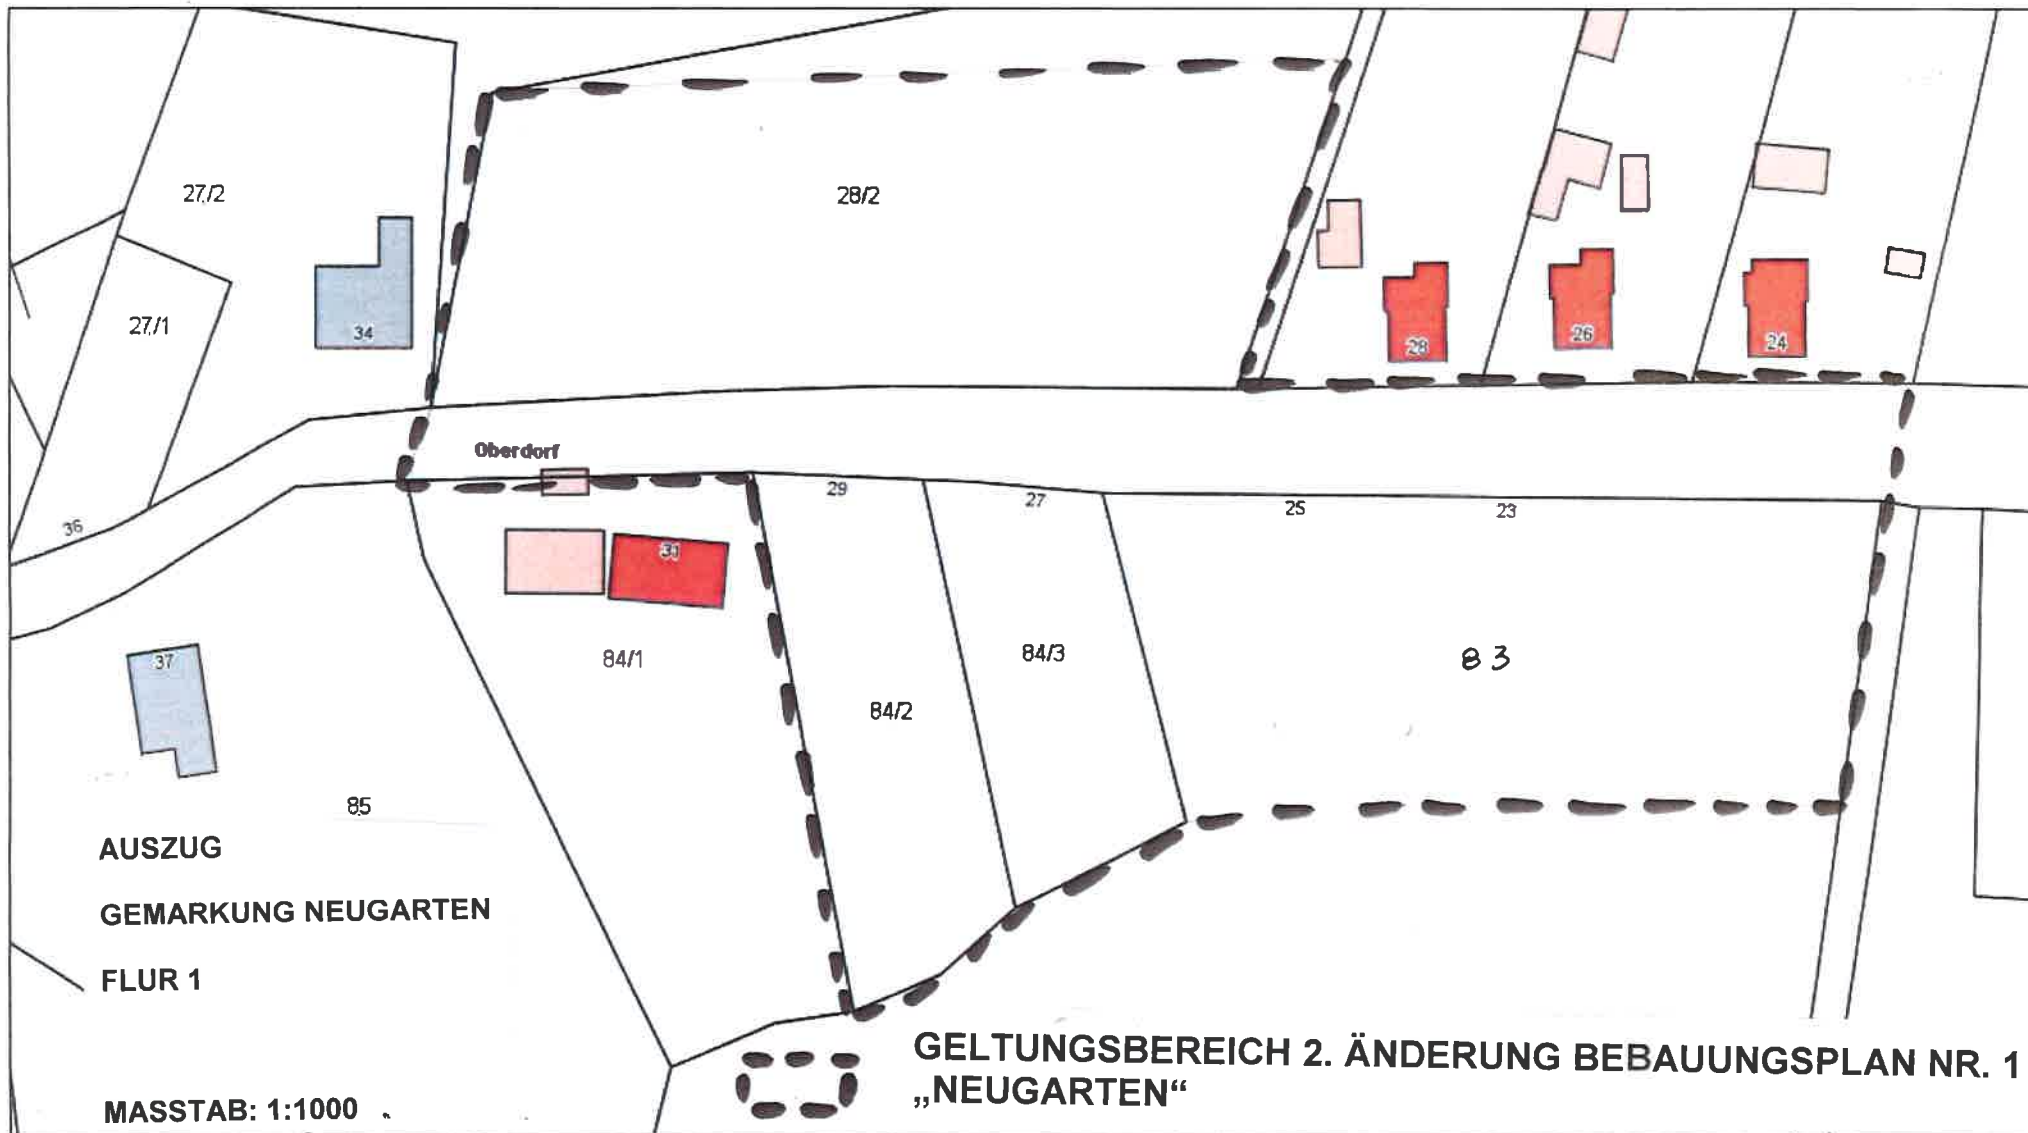 27/2
28/2
27/1
34
28
26
24
Oberdorf
29
27
25
23
36
31
37
84/1
84/3
83
84/2
85
AUSZUG
GEMARKUNG NEUGARTEN
FLUR 1
MASSTAB: 1:1000
GELTUNGSBEREICH 2. ÄNDERUNG BEBAUUNGSPLAN NR. 1
„NEUGARTEN“